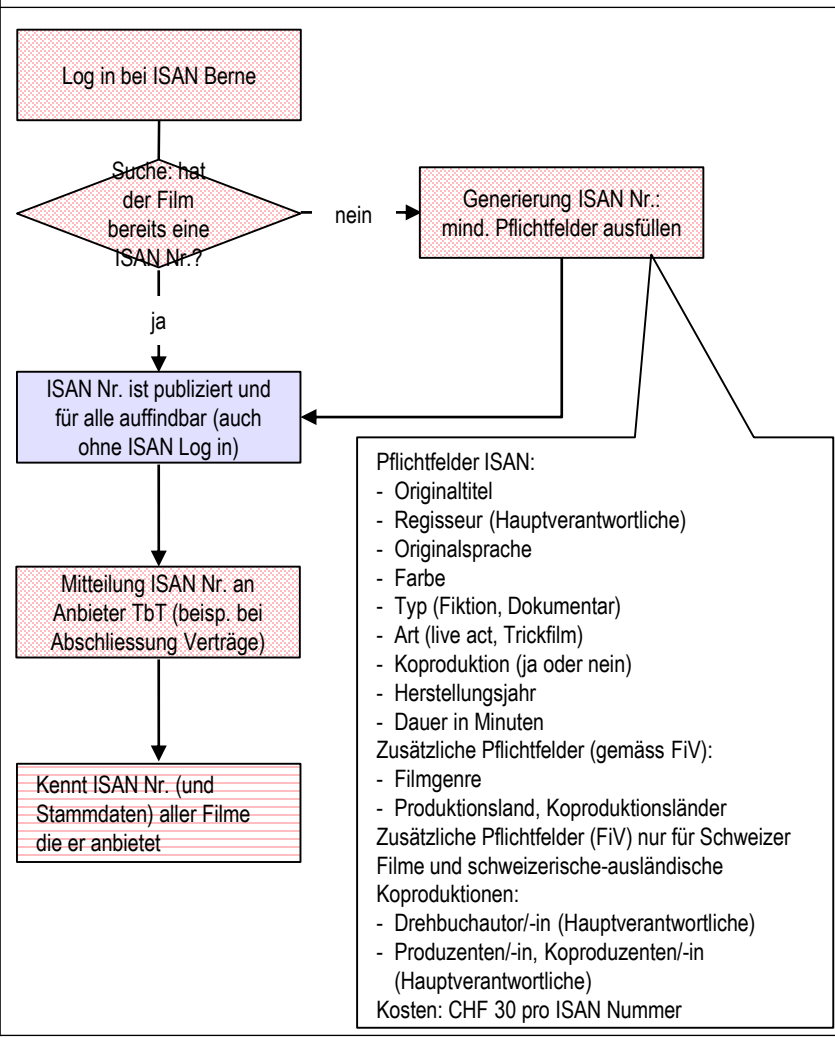 Log in bei ISAN Berne
Suche: hat
der Film
bereits eine
ISAN Nr.?
nein
Generierung ISAN Nr.:
mind. Pflichtfelder ausfüllen
ja
ISAN Nr. ist publiziert und
für alle auffindbar (auch
ohne ISAN Log in)
Mitteilung ISAN Nr. an
Anbieter TbT (beisp. bei
Abschliessung Verträge)
Kennt ISAN Nr. (und
Stammdaten) aller Filme
die er anbietet
Pflichtfelder ISAN:
- Originaltitel
- Regisseur (Hauptverantwortliche)
- Originalsprache
- Farbe
- Typ (Fiktion, Dokumentar)
- Art (live act, Trickfilm)
- Koproduktion (ja oder nein)
- Herstellungsjahr
- Dauer in Minuten
Zusätzliche Pflichtfelder (gemäss FiV):
- Filmgenre
- Produktionsland, Koproduktionsländer
Zusätzliche Pflichtfelder (FiV) nur für Schweizer
Filme und schweizerische-ausländische
Koproduktionen:
- Drehbuchautor/-in (Hauptverantwortliche)
- Produzenten/-in, Koproduzenten/-in
(Hauptverantwortliche)
Kosten: CHF 30 pro ISAN Nummer